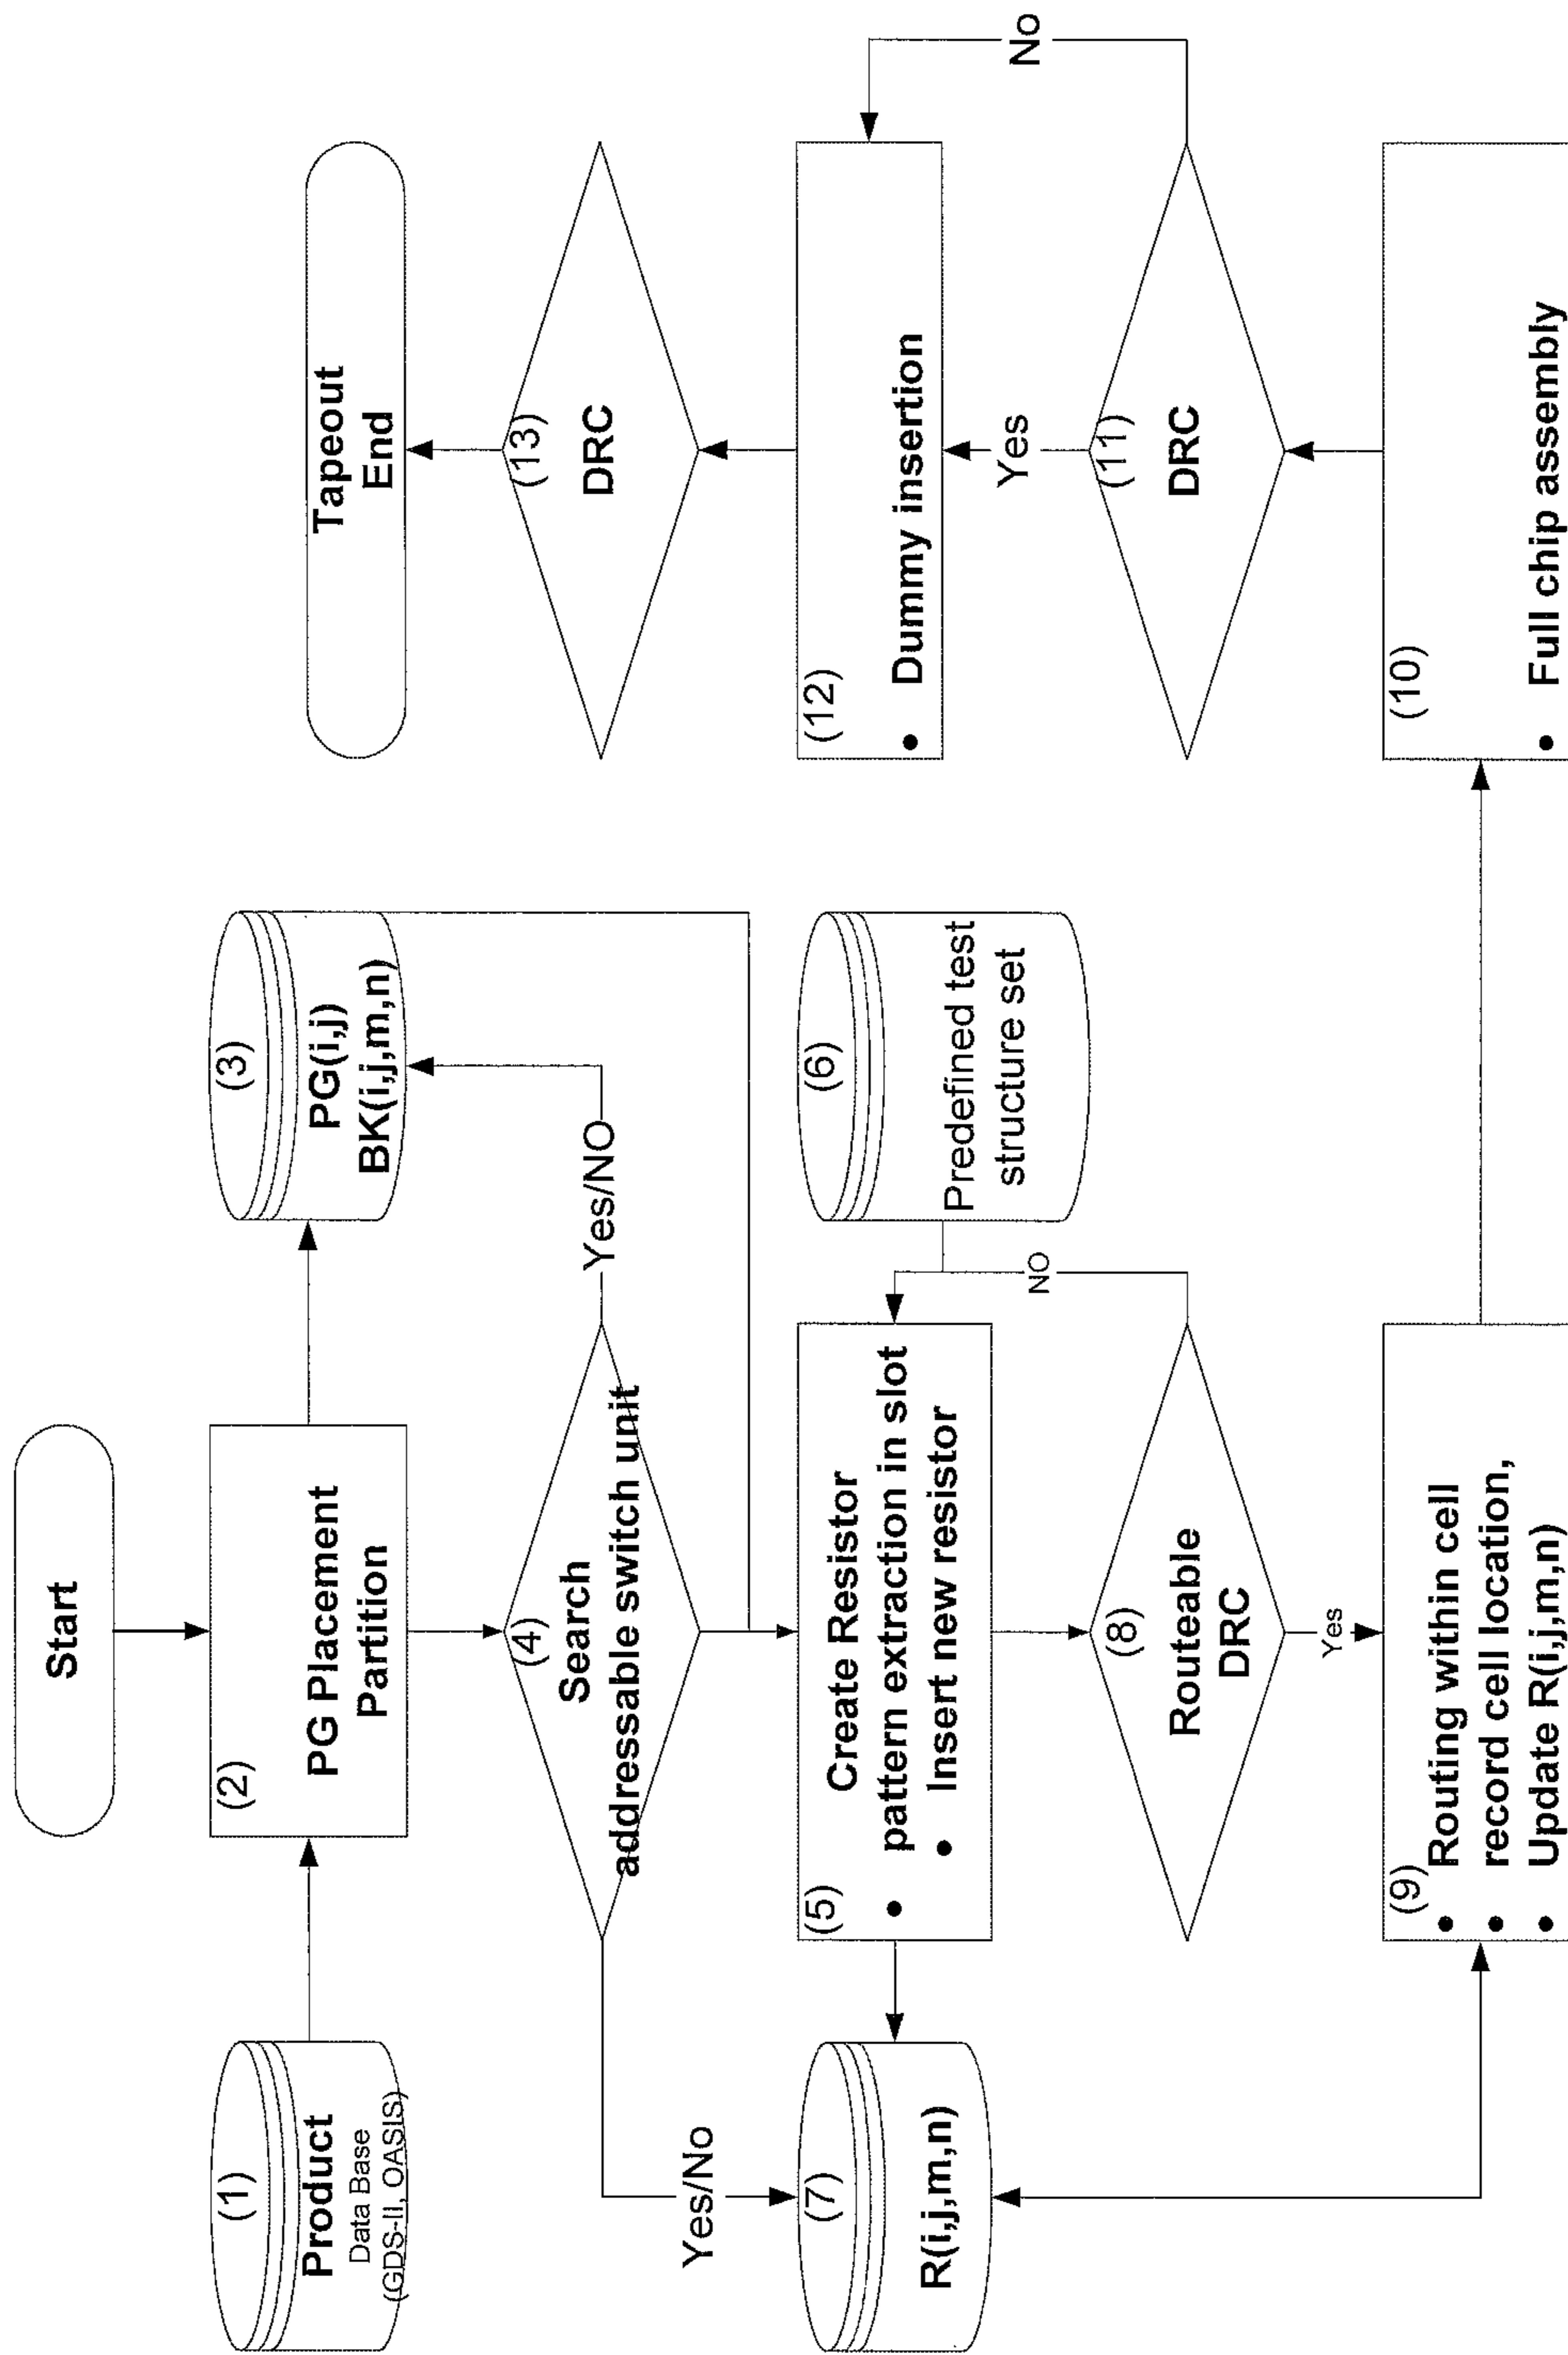 Start
(1)
Product
Data Base
(GDS-II, OASIS)
(2)
PG Placement
Partition
(3)
PG(i,j)
BK(i,j,m,n)
(4)
Search
addressable switch unit
Yes/No
Yes/NO
(5)
Create Resistor
• pattern extraction in slot
• Insert new resistor
(6)
Predefined test
structure set
(7)
R(i,j,m,n)
(8)
Routeable
DRC
NO
Yes
(9)
• Routing within cell
• record cell location,
• Update R(i,j,m,n)
(10)
• Full chip assembly
(11)
DRC
No
Yes
(12)
• Dummy insertion
(13)
DRC
Tapeout
End